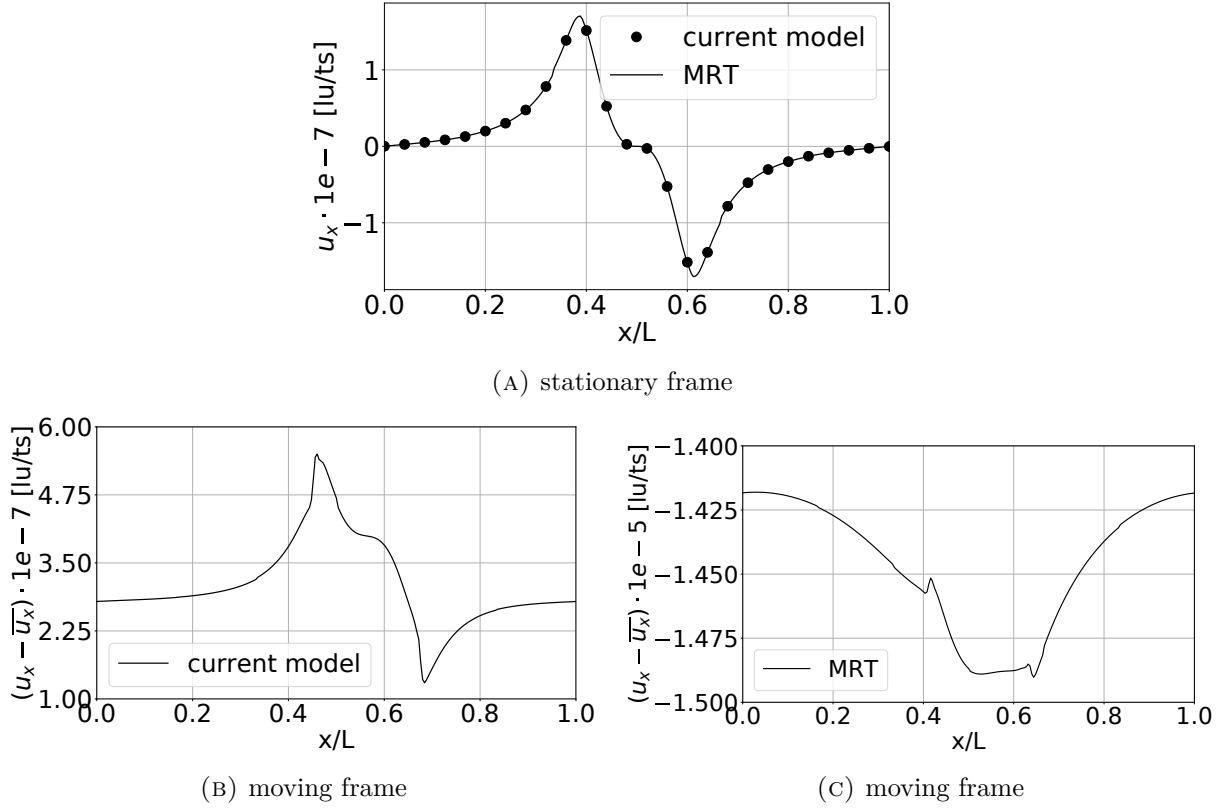 current model
MRT
1
0
−1
u_x · 1e − 7 [lu/ts]
0.0 0.2 0.4 0.6 0.8 1.0
x/L
(A) stationary frame
6.00
4.75
3.50
2.25
1.00
(u_x − \overline{u_x}) · 1e − 7 [lu/ts]
current model
0.0 0.2 0.4 0.6 0.8 1.0
x/L
(B) moving frame
−1.400
−1.425
−1.450
−1.475
−1.500
(u_x − \overline{u_x}) · 1e − 5 [lu/ts]
MRT
0.0 0.2 0.4 0.6 0.8 1.0
x/L
(C) moving frame